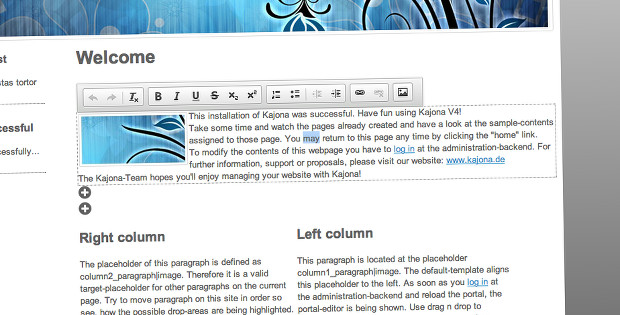 st
stas tortor
Welcome
B I U S x₂ x²
This installation of Kajona was successful. Have fun using Kajona V4!
Take some time and watch the pages already created and have a look at the sample-contents
assigned to those page. You may return to this page any time by clicking the "home" link.
To modify the contents of this webpage you have to log in at the administration-backend. For
further information, support or proposals, please visit our website: www.kajona.de
The Kajona-Team hopes you'll enjoy managing your website with Kajona!
cessful
cessfully...
Right column
The placeholder of this paragraph is defined as
column2_paragraph|image. Therefore it is a valid
target-placeholder for other paragraphs on the current
page. Try to move paragraph on this site in order so
see, how the possible drop-areas are being highlighted.
Left column
This paragraph is located at the placeholder
column1_paragraph|image. The default-template aligns
this placeholder to the left. As soon as you log in at
the administration-backend and reload the portal, the
portal-editor is being shown. Use drag n drop to